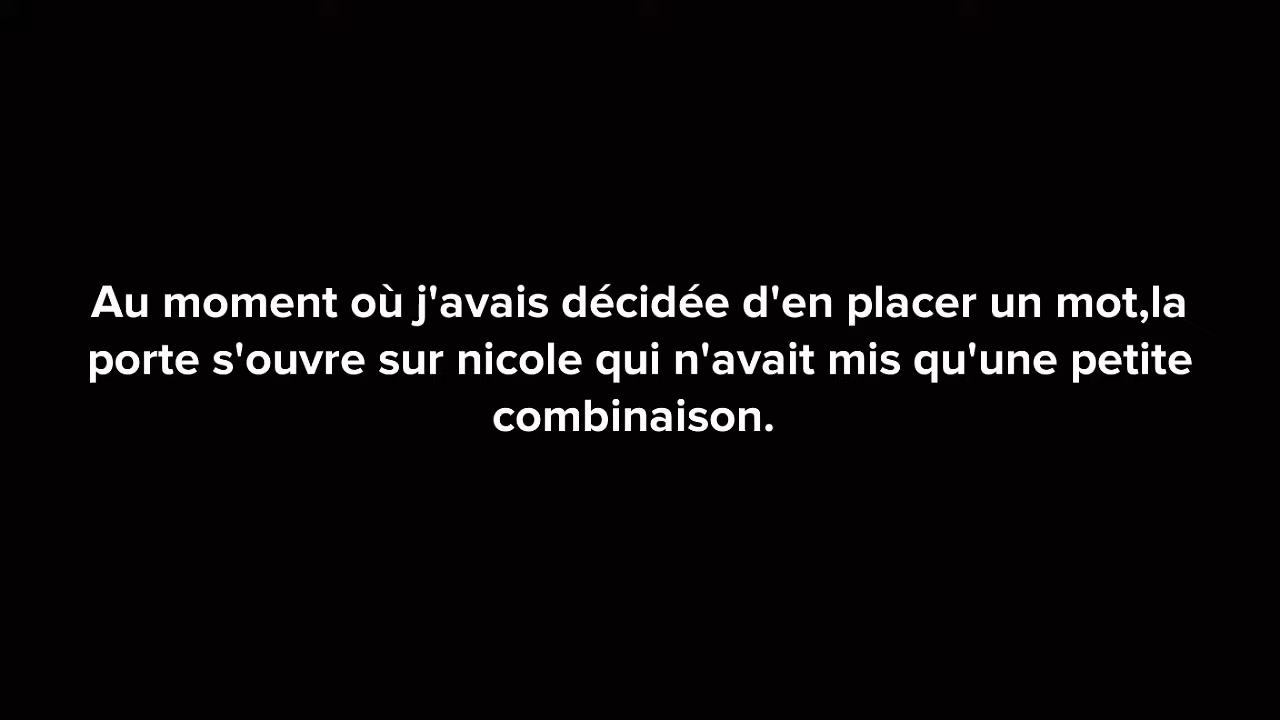 Au moment où j'avais décidée d'en placer un mot,la
porte s'ouvre sur nicole qui n'avait mis qu'une petite
combinaison.